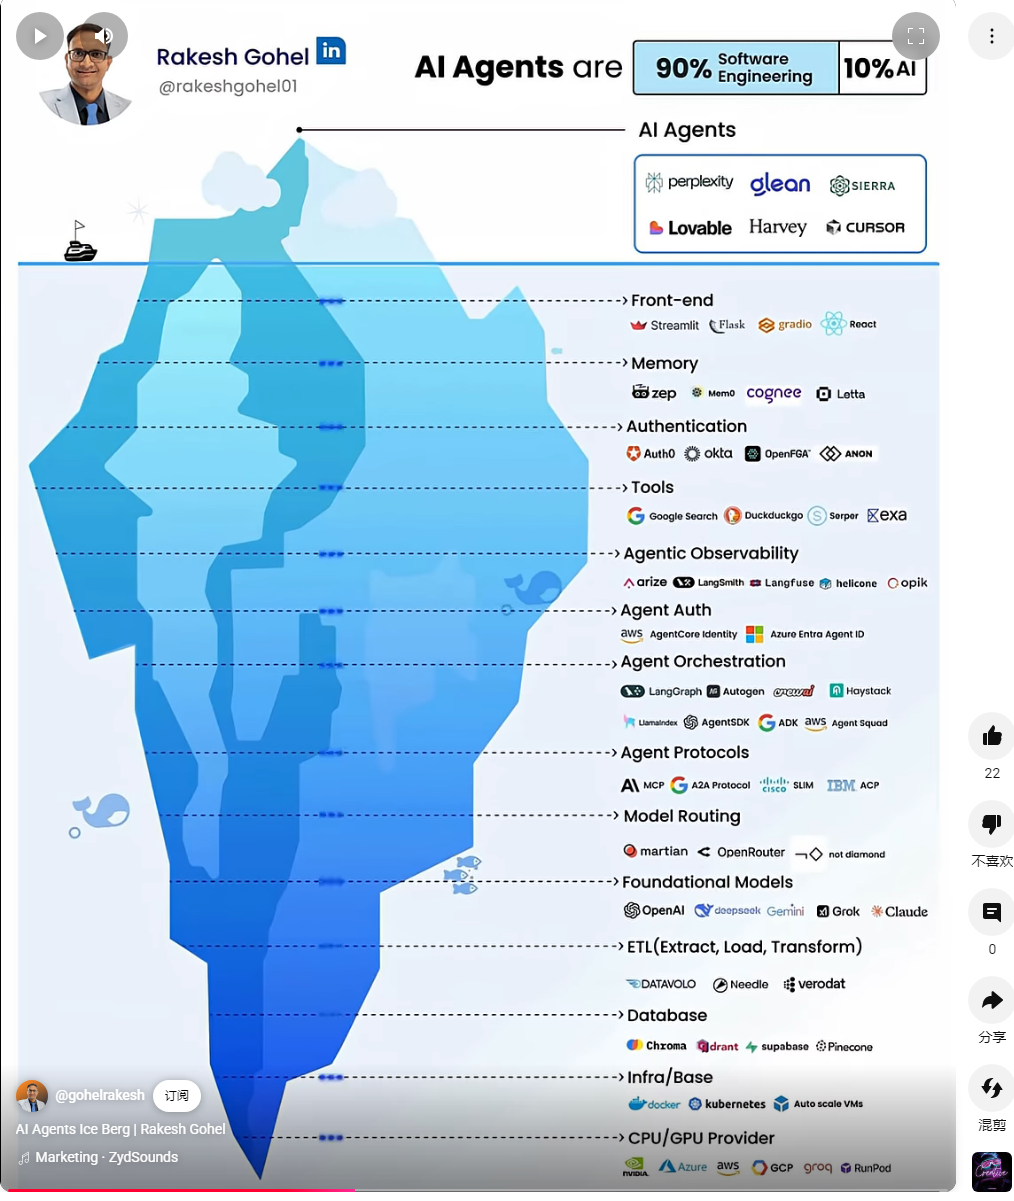 Rakesh Gohel in
@rakeshgohel01
AI Agents are 90% Software Engineering 10% AI
AI Agents
perplexity glean SIERRA
Lovable Harvey CURSOR
Front-end
Streamlit Flask gradio React
Memory
zep Mem0 cognee Letta
Authentication
Auth0 okta OpenFGA ANON
Tools
Google Search Duckduckgo S Serper exa
Agentic Observability
arize LangSmith Langfuse helicone opik
Agent Auth
aws AgentCore Identity Azure Entra Agent ID
Agent Orchestration
LangGraph AG Autogen crewai Haystack
LlamaIndex AgentSDK ADK aws Agent Squad
Agent Protocols
MCP A2A Protocol cisco SLIM IBM ACP
Model Routing
martian OpenRouter not diamond
Foundational Models
OpenAI deepseek Gemini Grok Claude
ETL(Extract, Load, Transform)
DATAVOLO Needle verodat
Database
Chroma qdrant supabase Pinecone
Infra/Base
docker kubernetes Auto scale VMs
CPU/GPU Provider
NVIDIA Azure aws GCP groq RunPod
@gohelrakesh 订阅
AI Agents Ice Berg | Rakesh Gohel
Marketing · ZydSounds
22
不喜欢
0
分享
混剪
Creative